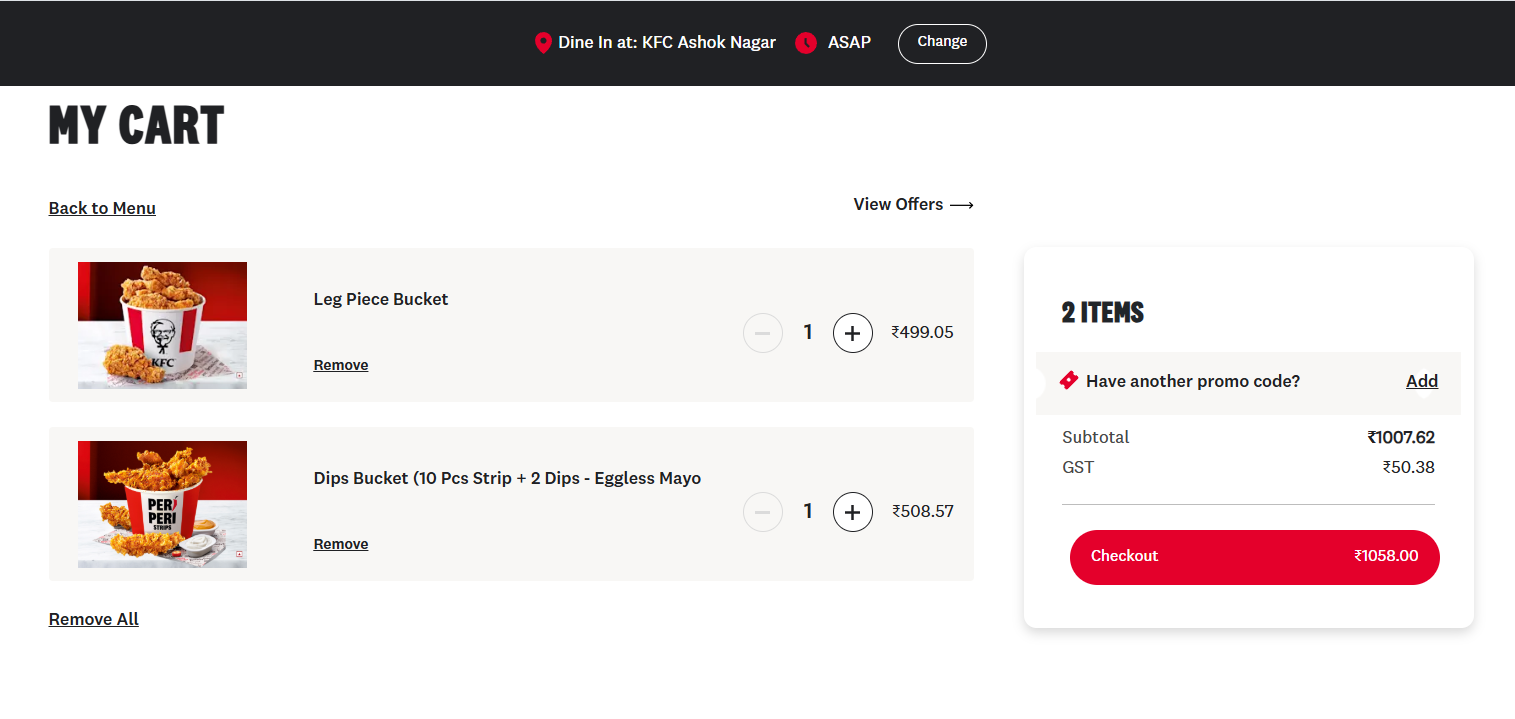 Dine In at: KFC Ashok Nagar ASAP Change
MY CART
Back to Menu
View Offers
Leg Piece Bucket
1
₹499.05
Remove
KFC
Dips Bucket (10 Pcs Strip + 2 Dips - Eggless Mayo
1
₹508.57
Remove
PERi
PERI
STRIPS
Remove All
2 ITEMS
Have another promo code? Add
Subtotal ₹1007.62
GST ₹50.38
Checkout ₹1058.00